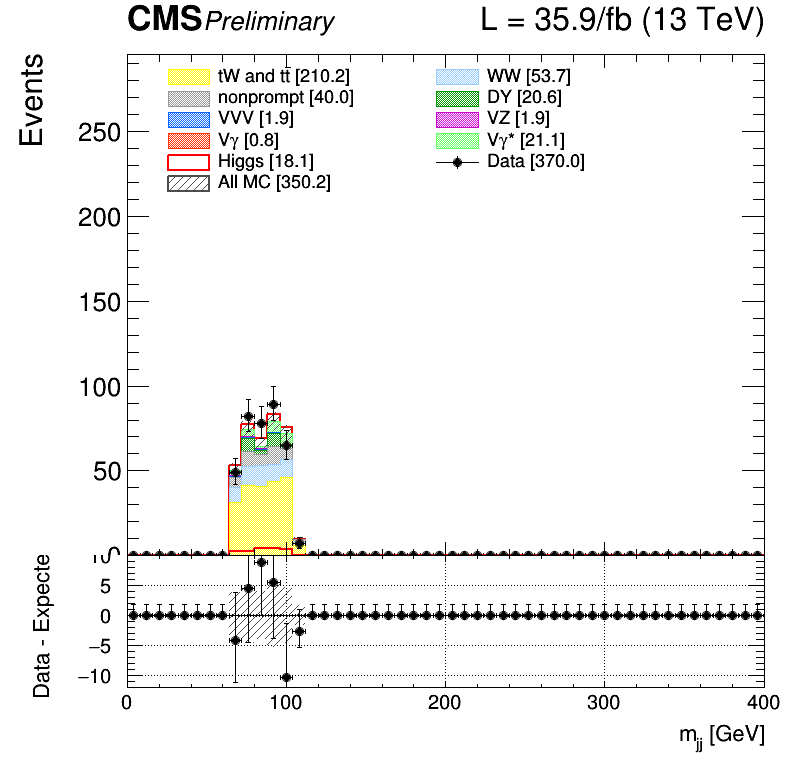 CMS Preliminary L = 35.9/fb (13 TeV)
Events
tW and tt̄ [210.2] WW [53.7]
nonprompt [40.0] DY [20.6]
VVV [1.9] VZ [1.9]
Vγ [0.8] Vγ* [21.1]
Higgs [18.1] Data [370.0]
All MC [350.2]
250
200
150
100
50
0
Data - Expecte
10
5
0
−5
−10
0 100 200 300 400
m_jj [GeV]